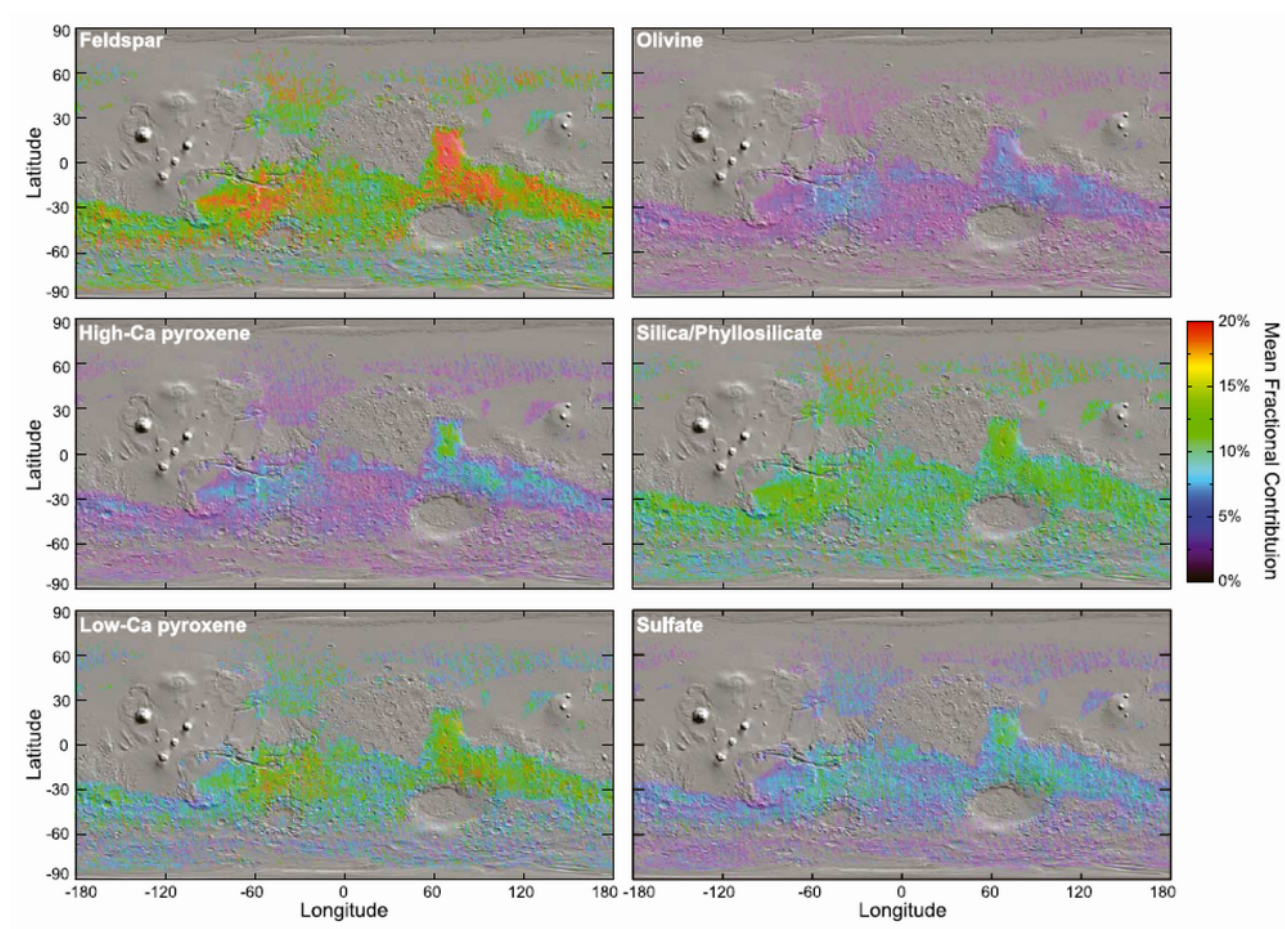 Feldspar
Olivine
90
60
30
0
-30
-60
-90
Latitude
High-Ca pyroxene
Silica/Phyllosilicate
90
60
30
0
-30
-60
-90
Latitude
20%
15%
10%
5%
0%
Mean Fractional Contribtuion
Low-Ca pyroxene
Sulfate
90
60
30
0
-30
-60
-90
Latitude
-180 -120 -60 0 60 120 180
-180 -120 -60 0 60 120 180
Longitude
Longitude